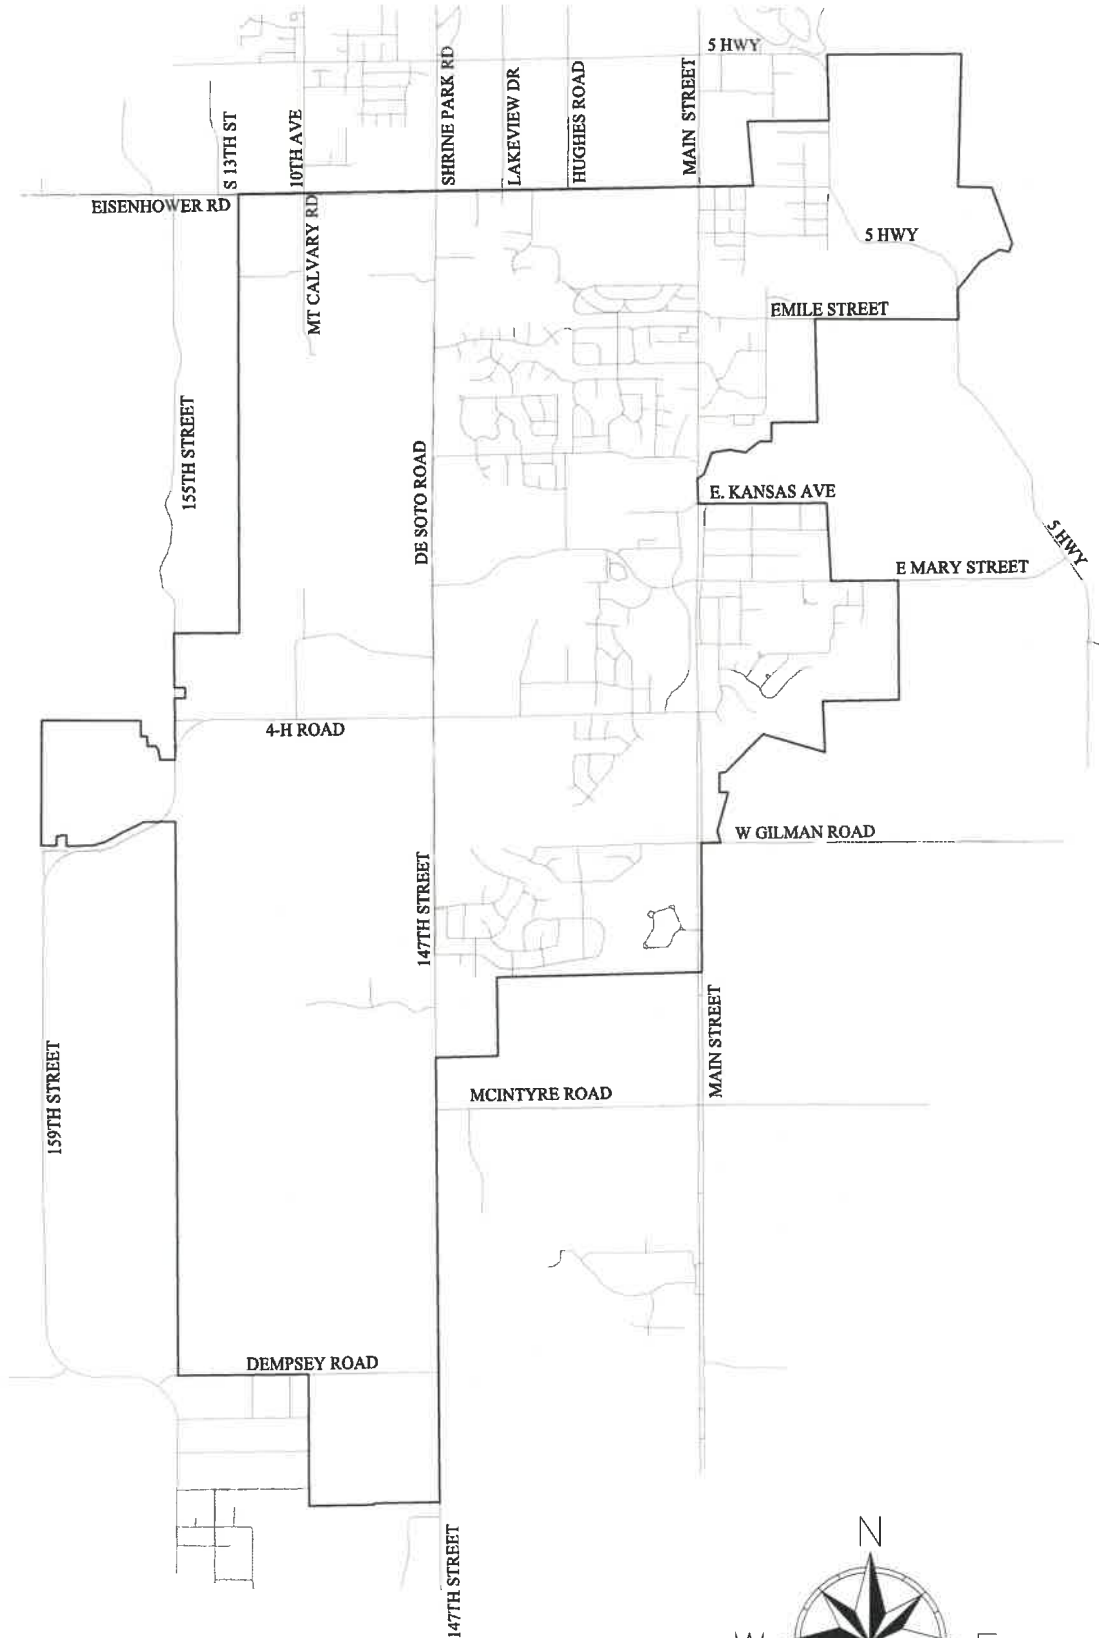 5 HWY
S 13TH ST
10TH AVE
SHRINE PARK RD
LAKEVIEW DR
HUGHES ROAD
MAIN STREET
EISENHOWER RD
MT CALVARY RD
5 HWY
EMILE STREET
155TH STREET
DE SOTO ROAD
E. KANSAS AVE
5 HWY
E MARY STREET
4-H ROAD
W GILMAN ROAD
147TH STREET
MAIN STREET
159TH STREET
MCINTYRE ROAD
DEMPSEY ROAD
147TH STREET
N
W
E